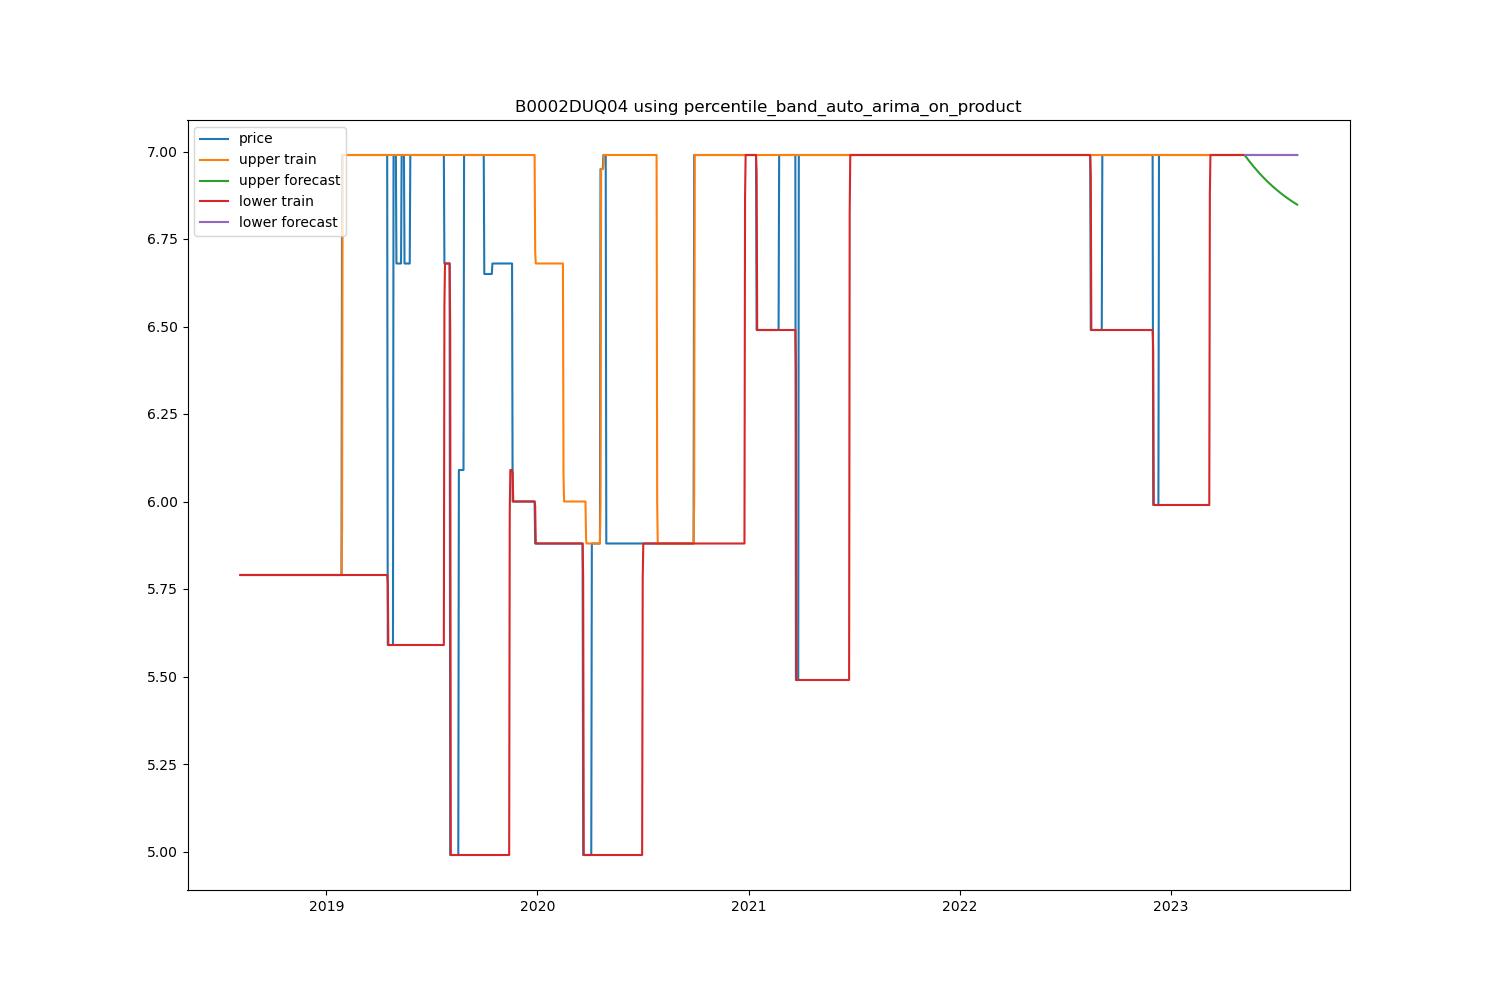 B0002DUQ04 using percentile_band_auto_arima_on_product
price
upper train
upper forecast
lower train
lower forecast
7.00
6.75
6.50
6.25
6.00
5.75
5.50
5.25
5.00
2019 2020 2021 2022 2023